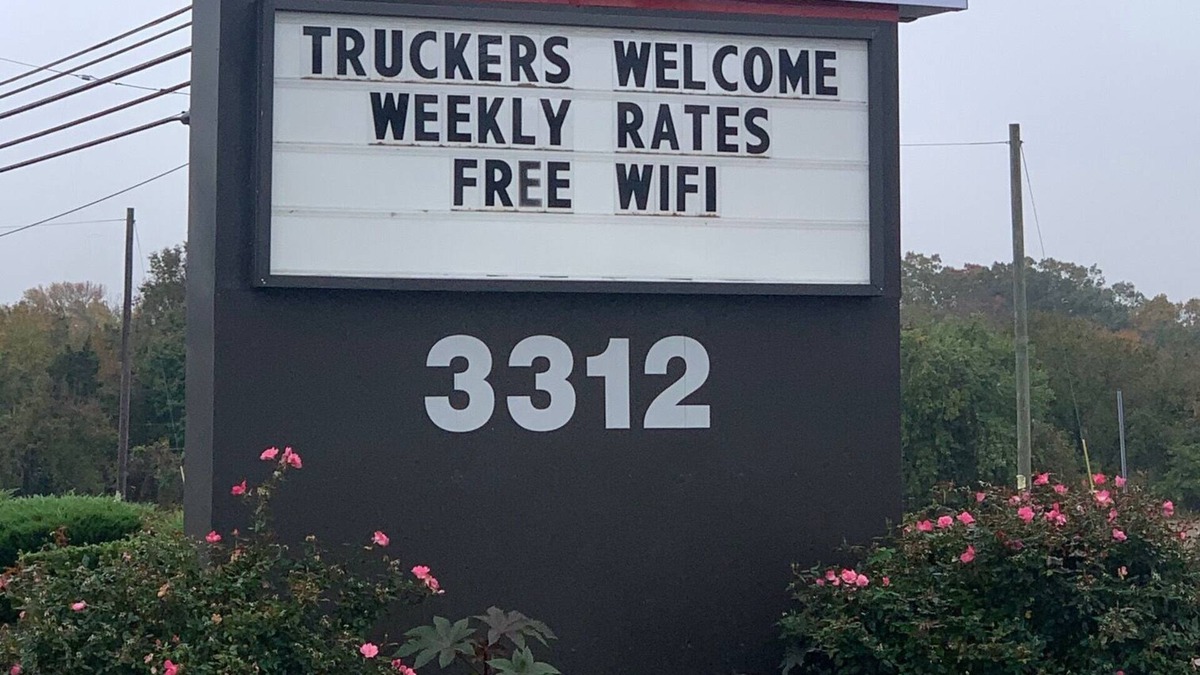 TRUCKERS WELCOME
WEEKLY RATES
FREE WIFI
3312